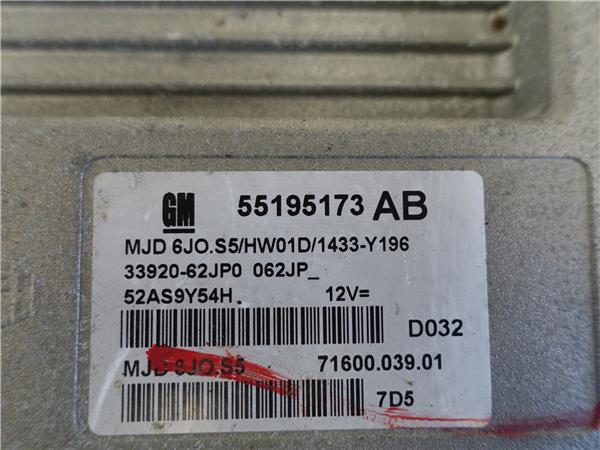 GM 55195173 AB
MJD 6JO.S5/HW01D/1433-Y196
33920-62JP0 062JP_
52AS9Y54H 12V=
D032
MJD 6JO.S5 71600.039.01
7D5